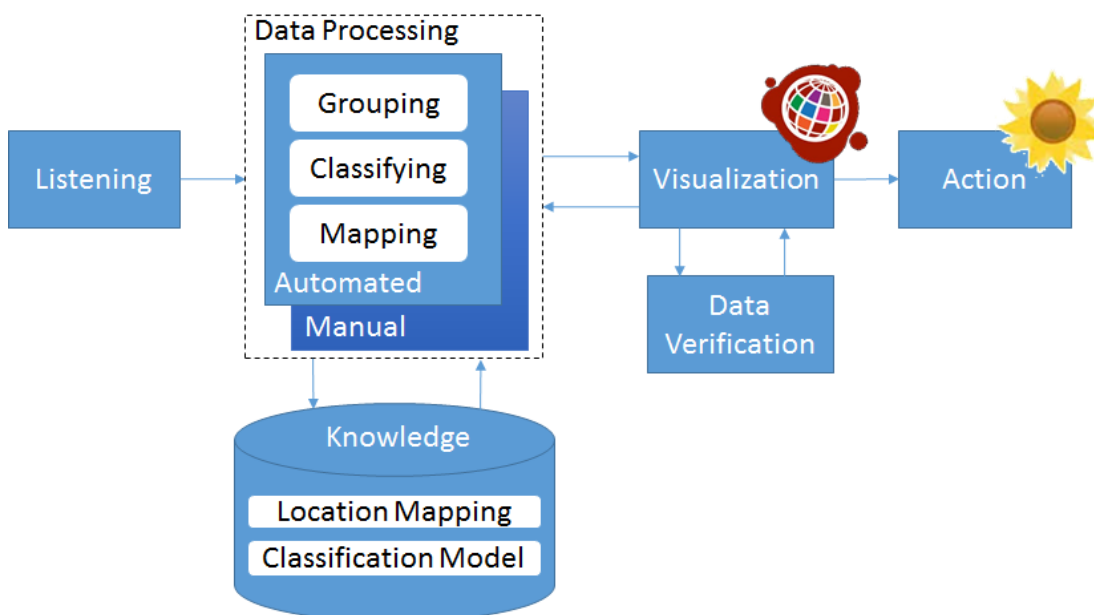 Data Processing
Grouping
Classifying
Mapping
Automated
Manual
Listening
Visualization
Action
Data
Verification
Knowledge
Location Mapping
Classification Model